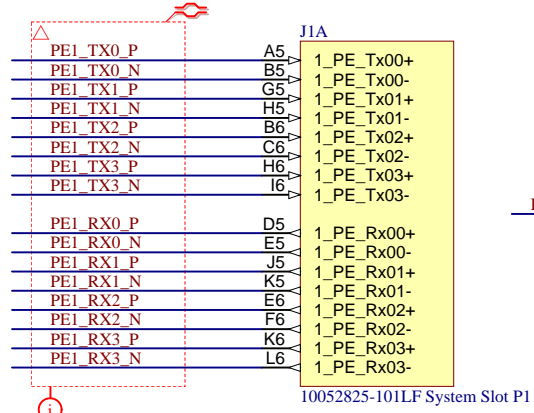 J1A
PE1_TX0_P A5 1_PE_Tx00+
PE1_TX0_N B5 1_PE_Tx00-
PE1_TX1_P G5 1_PE_Tx01+
PE1_TX1_N H5 1_PE_Tx01-
PE1_TX2_P B6 1_PE_Tx02+
PE1_TX2_N C6 1_PE_Tx02-
PE1_TX3_P H6 1_PE_Tx03+
PE1_TX3_N I6 1_PE_Tx03-
PE1_RX0_P D5 1_PE_Rx00+
PE1_RX0_N E5 1_PE_Rx00-
PE1_RX1_P J5 1_PE_Rx01+
PE1_RX1_N K5 1_PE_Rx01-
PE1_RX2_P E6 1_PE_Rx02+
PE1_RX2_N F6 1_PE_Rx02-
PE1_RX3_P K6 1_PE_Rx03+
PE1_RX3_N L6 1_PE_Rx03-
10052825-101LF System Slot P1
i